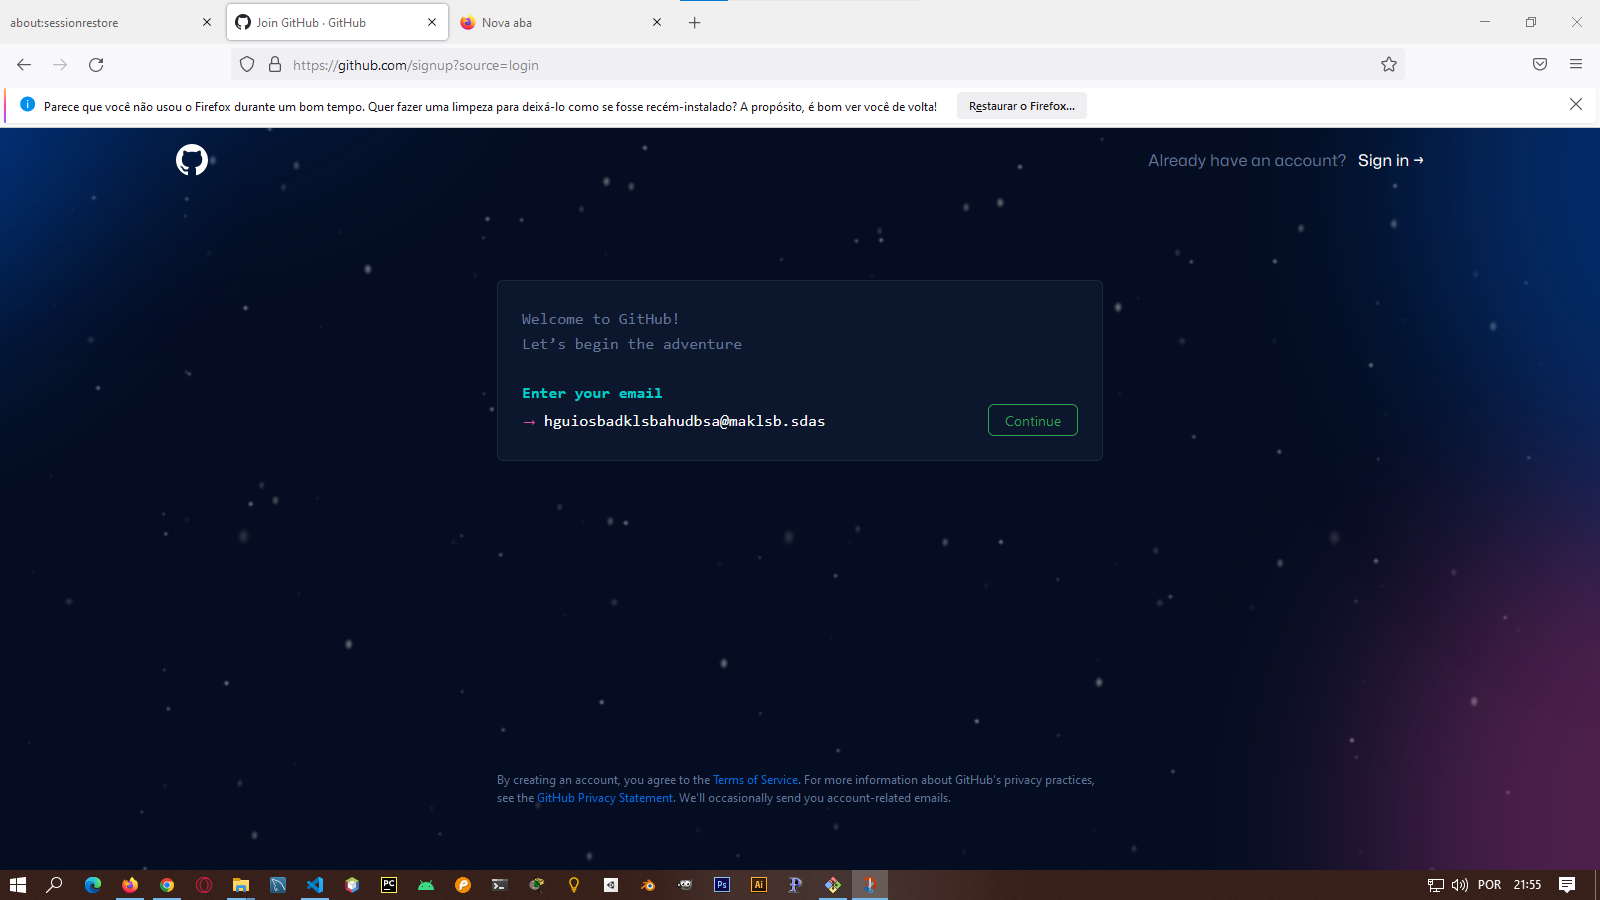 about:sessionrestore
Join GitHub · GitHub
Nova aba
https://github.com/signup?source=login
Parece que você não usou o Firefox durante um bom tempo. Quer fazer uma limpeza para deixá-lo como se fosse recém-instalado? A propósito, é bom ver você de volta!
Restaurar o Firefox...
Already have an account? Sign in →
Welcome to GitHub!
Let’s begin the adventure
Enter your email
→ hguiosbadklsbahudbsa@maklsb.sdas
Continue
By creating an account, you agree to the Terms of Service. For more information about GitHub's privacy practices,
see the GitHub Privacy Statement. We'll occasionally send you account-related emails.
PC
Ps
Ai
POR
21:55